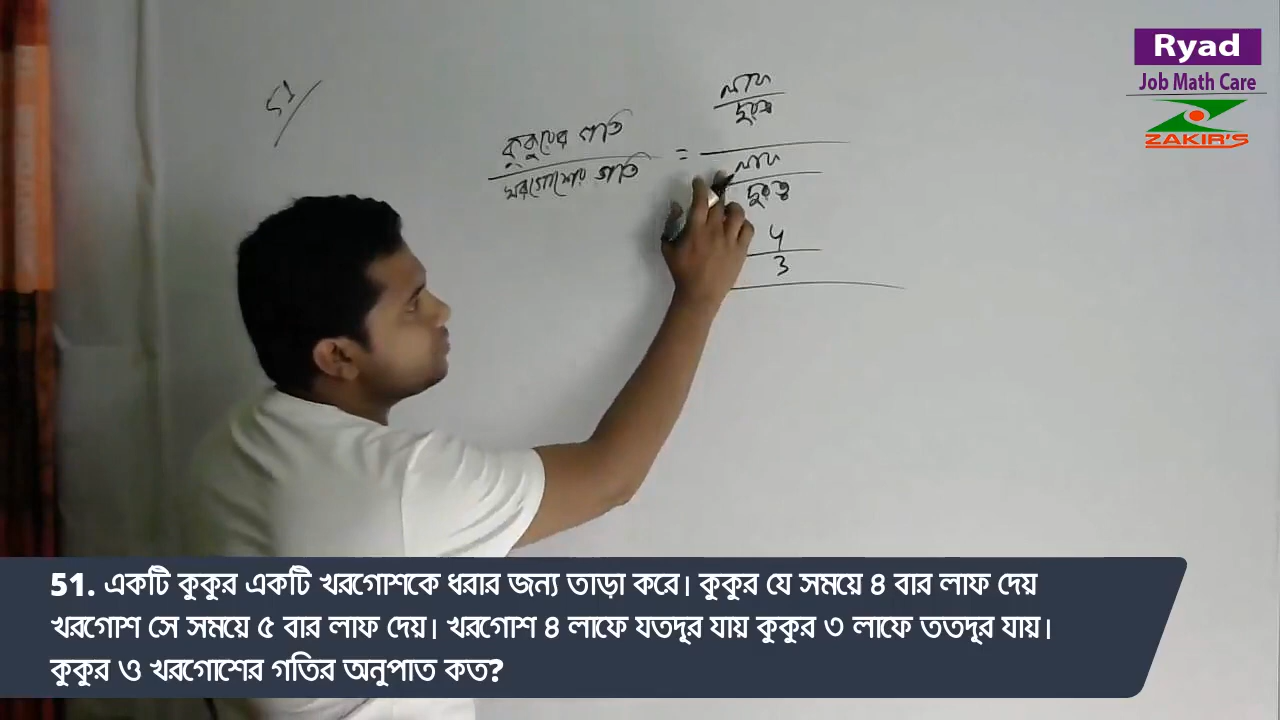 Ryad
Job Math Care
ZAKIR'S
51/
লাফ
দূরত্ব
কুকুরের গতি
খরগোশের গতি
=
লাফ
দূরত্ব
4
3
51. একটি কুকুর একটি খরগোশকে ধরার জন্য তাড়া করে। কুকুর যে সময়ে ৪ বার লাফ দেয়
খরগোশ সে সময়ে ৫ বার লাফ দেয়। খরগোশ ৪ লাফে যতদূর যায় কুকুর ৩ লাফে ততদূর যায়।
কুকুর ও খরগোশের গতির অনুপাত কত?